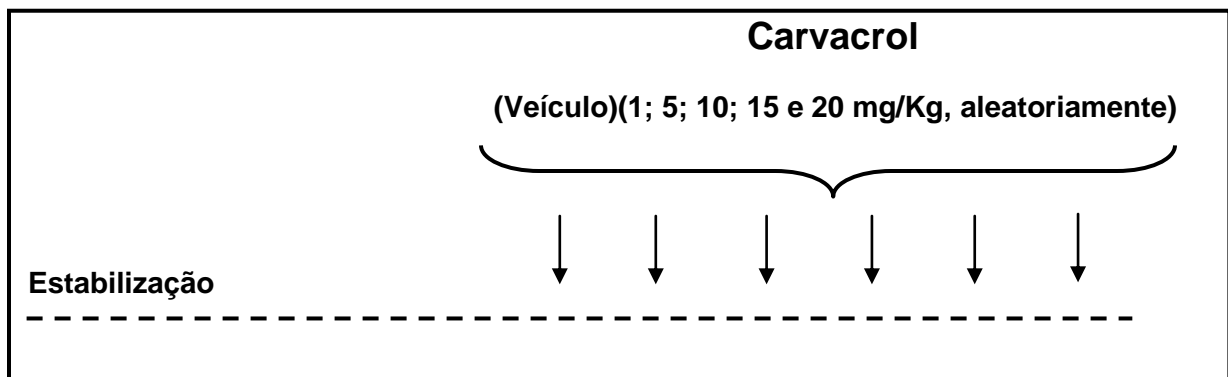 Carvacrol
(Veículo)(1; 5; 10; 15 e 20 mg/Kg, aleatoriamente)
Estabilização